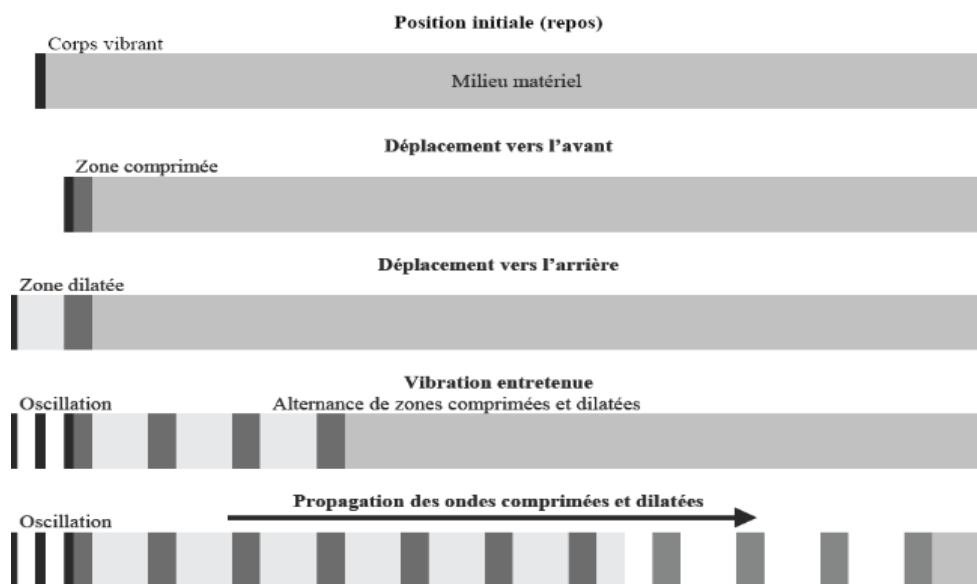 Position initiale (repos)
Corps vibrant
Milieu matériel
Déplacement vers l’avant
Zone comprimée
Déplacement vers l’arrière
Zone dilatée
Vibration entretenue
Oscillation
Alternance de zones comprimées et dilatées
Propagation des ondes comprimées et dilatées
Oscillation